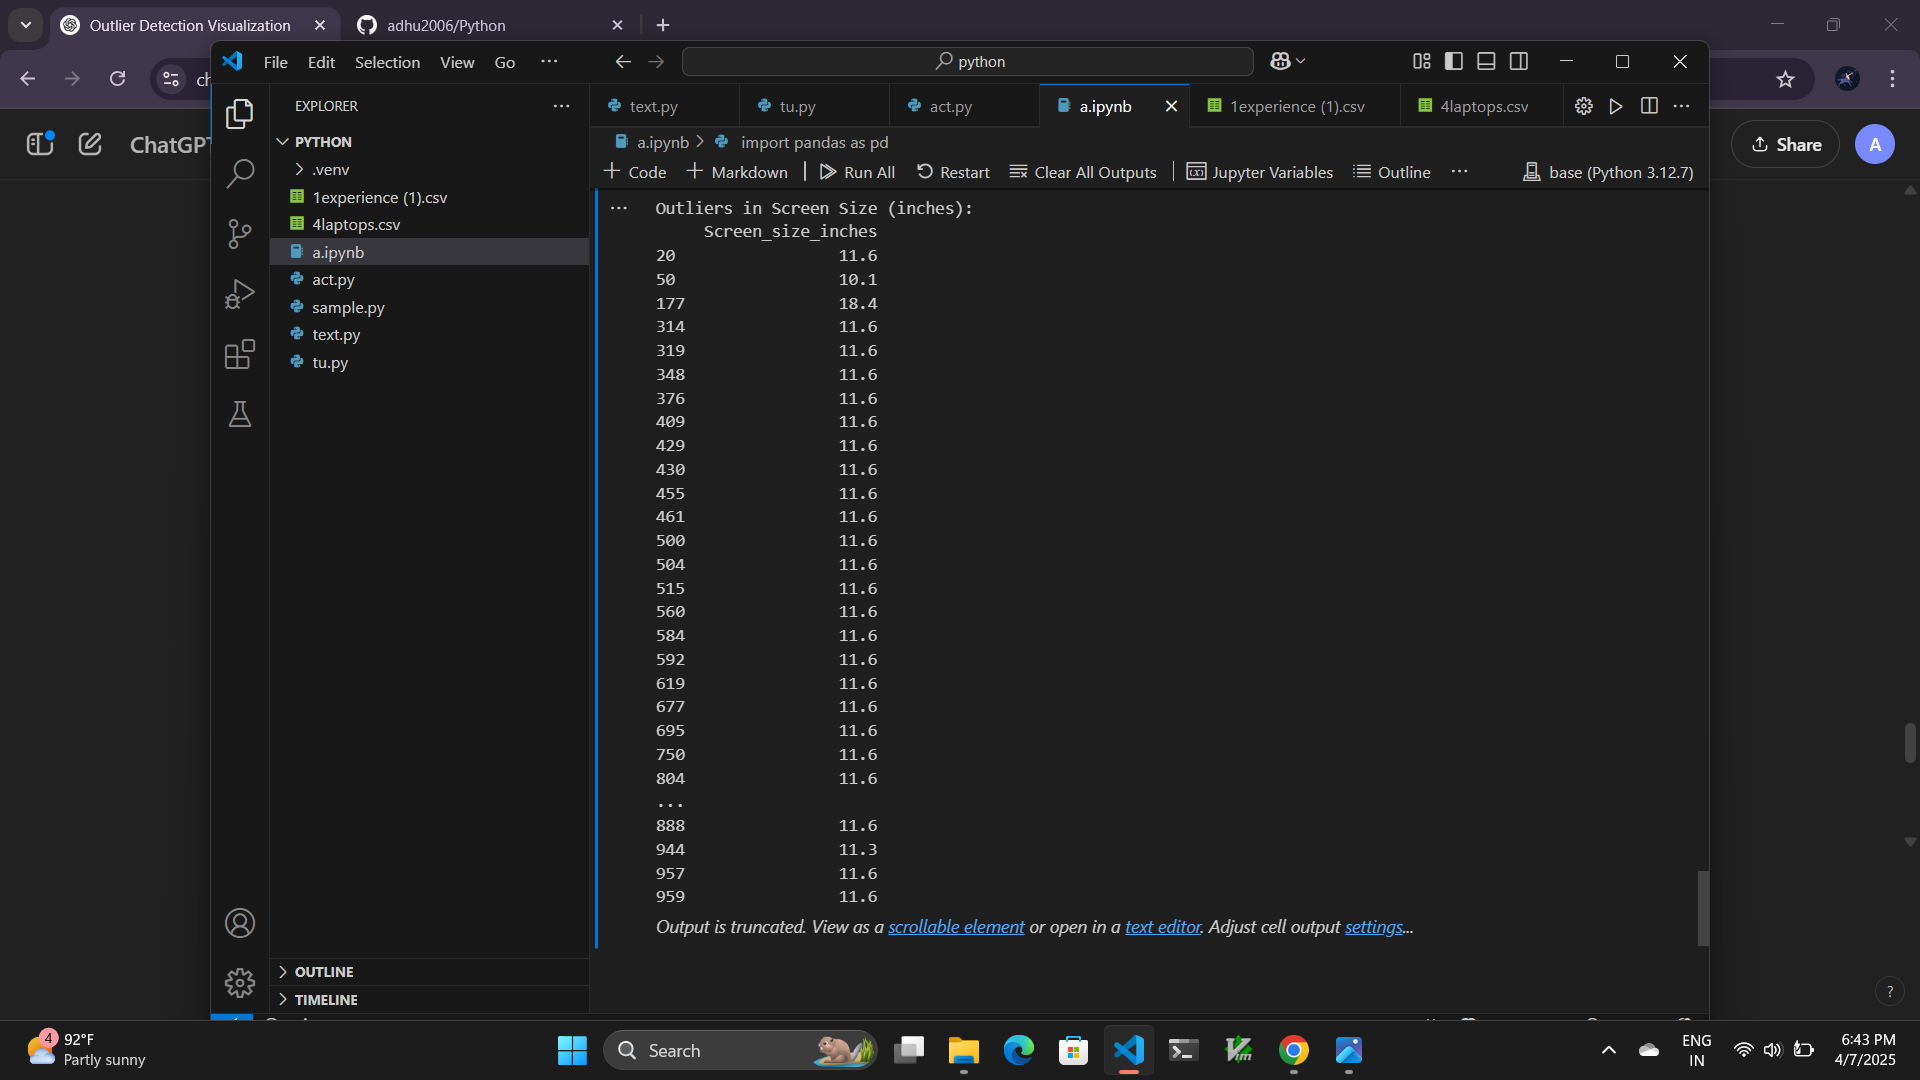 Outlier Detection Visualization
adhu2006/Python
ch
ChatGPT
Share
A
File Edit Selection View Go ...
python
EXPLORER
...
PYTHON
.venv
1experience (1).csv
4laptops.csv
a.ipynb
act.py
sample.py
text.py
tu.py
OUTLINE
TIMELINE
text.py
tu.py
act.py
a.ipynb
1experience (1).csv
4laptops.csv
...
a.ipynb > import pandas as pd
+ Code + Markdown | Run All Restart Clear All Outputs | Jupyter Variables Outline ... base (Python 3.12.7)
... Outliers in Screen Size (inches):
Screen_size_inches
20 11.6
50 10.1
177 18.4
314 11.6
319 11.6
348 11.6
376 11.6
409 11.6
429 11.6
430 11.6
455 11.6
461 11.6
500 11.6
504 11.6
515 11.6
560 11.6
584 11.6
592 11.6
619 11.6
677 11.6
695 11.6
750 11.6
804 11.6
...
888 11.6
944 11.3
957 11.6
959 11.6
Output is truncated. View as a scrollable element or open in a text editor. Adjust cell output settings...
?
4
92°F
Partly sunny
Search
ENG
IN
6:43 PM
4/7/2025